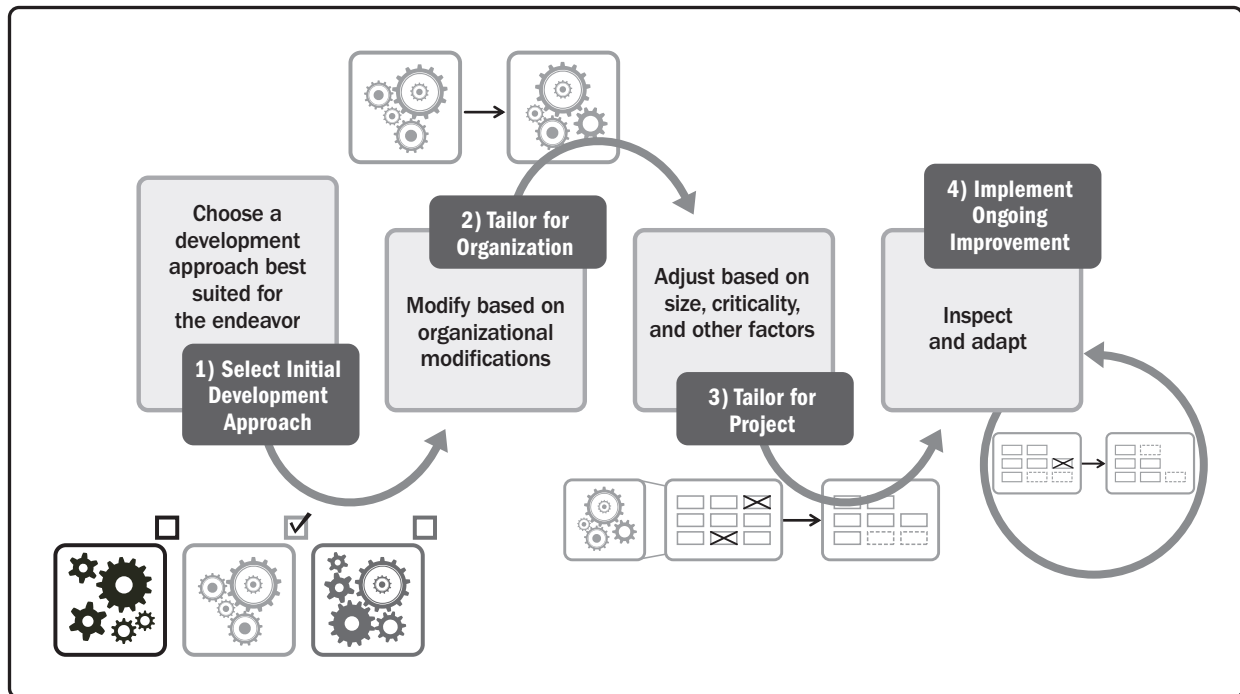 Choose a
development
approach best
suited for
the endeavor
1) Select Initial
Development
Approach
2) Tailor for
Organization
Modify based on
organizational
modifications
Adjust based on
size, criticality,
and other factors
3) Tailor for
Project
4) Implement
Ongoing
Improvement
Inspect
and adapt